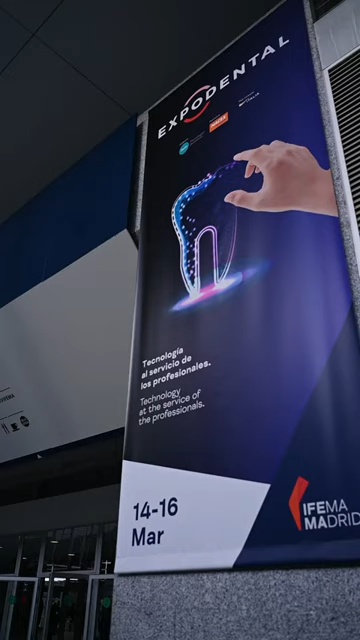 EXPODENTAL
Tecnología
al servicio de
los profesionales.
Technology
at the service of
the professionals.
14-16
Mar
IFEMA
MADRID